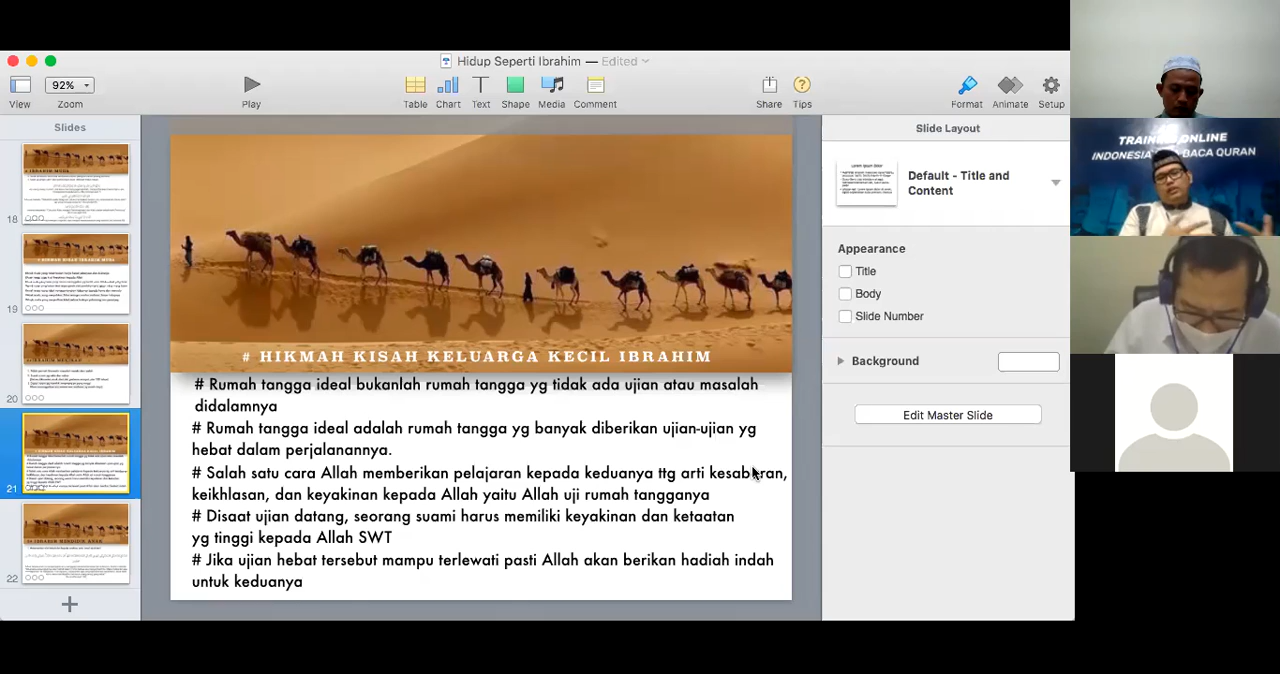 Hidup Seperti Ibrahim — Edited
92%
View
Zoom
Play
Table
Chart
Text
Shape
Media
Comment
Share
Tips
Format
Animate
Setup
Slides
18
19
20
21
22
# HIKMAH KISAH KELUARGA KECIL IBRAHIM
# Rumah tangga ideal bukanlah rumah tangga yg tidak ada ujian atau masalah
didalamnya
# Rumah tangga ideal adalah rumah tangga yg banyak diberikan ujian-ujian yg
hebat dalam perjalanannya.
# Salah satu cara Allah memberikan pelajaran kepada keduanya ttg arti
keikhlasan, dan keyakinan kepada Allah yaitu Allah uji rumah tangganya
# Disaat ujian datang, seorang suami harus memiliki keyakinan dan ketaatan
yg tinggi kepada Allah SWT
# Jika ujian hebat tersebut mampu terlewati pasti Allah akan berikan hadiah indah
untuk keduanya
Slide Layout
Default - Title and
Content
Appearance
Title
Body
Slide Number
Background
Edit Master Slide
TRAINING ONLINE
INDONESIA BACA QURAN